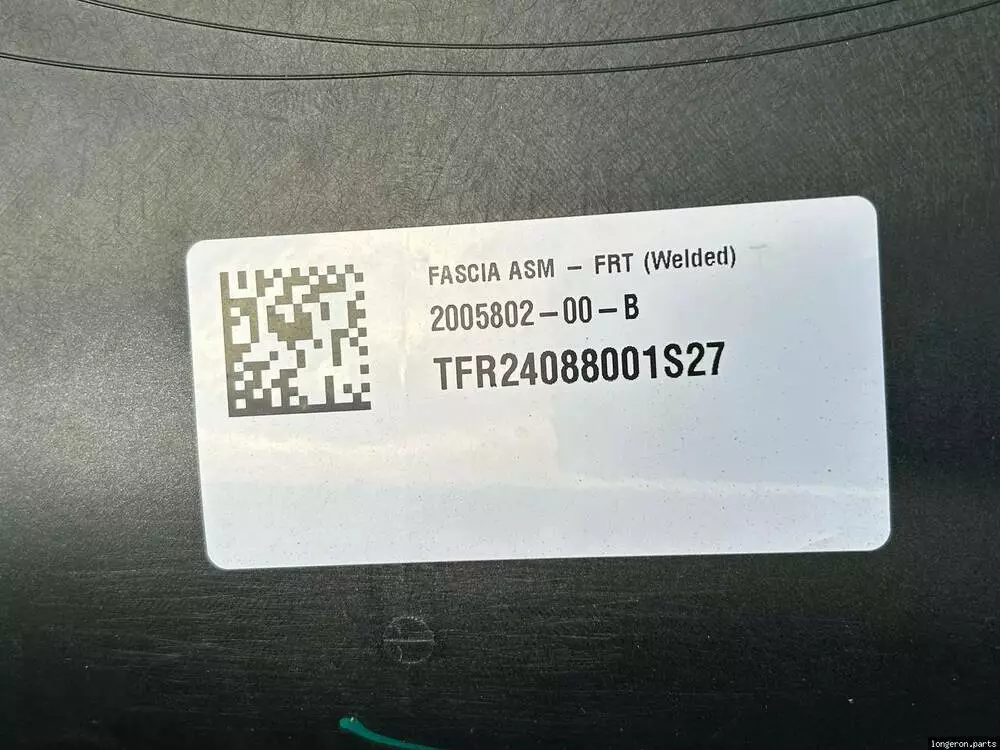 FASCIA ASM – FRT (Welded)
2005802–00–B
TFR24088001S27
longeron.parts